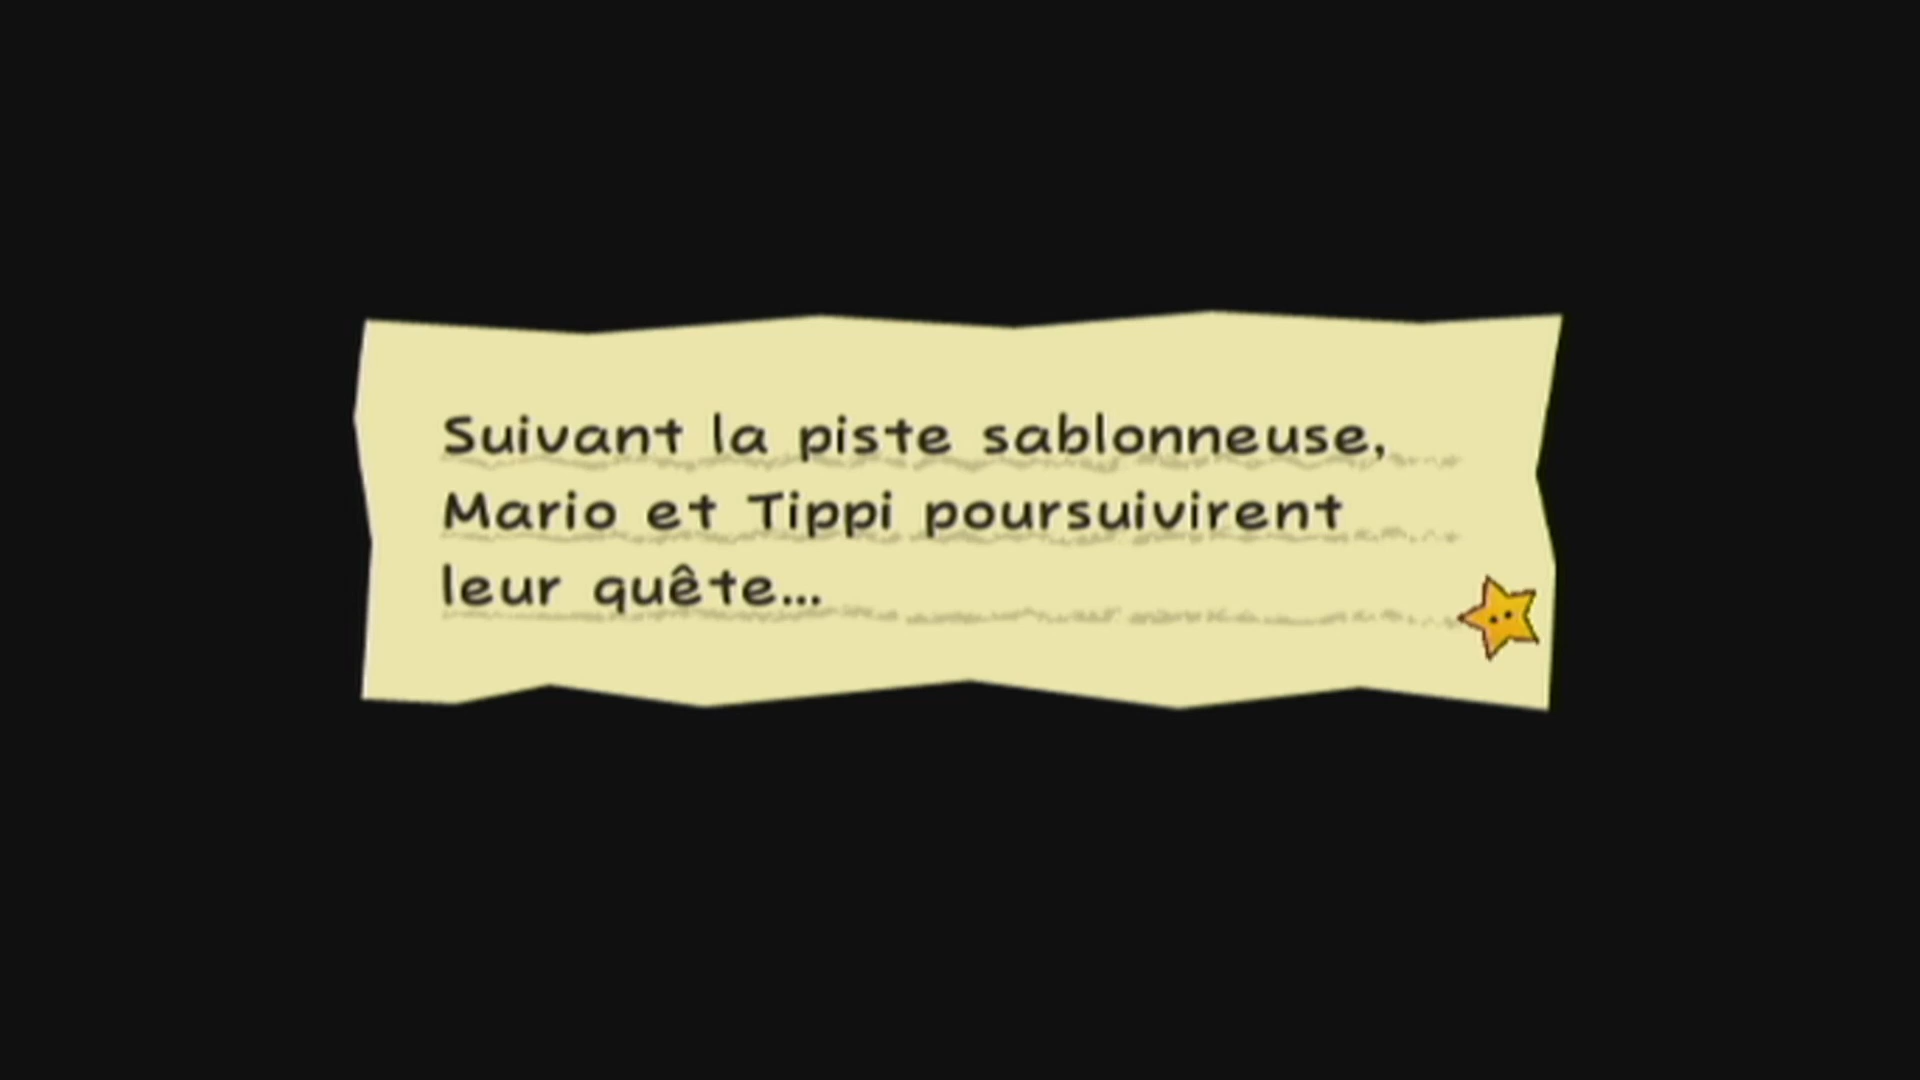 Suivant la piste sablonneuse,
Mario et Tippi poursuivirent
leur quête...